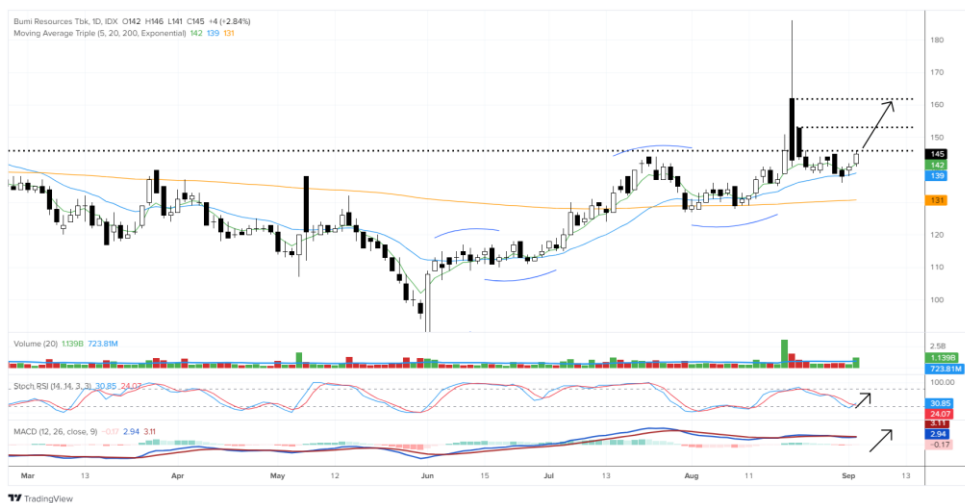 Bumi Resources Tbk, 1D, IDX O142 H146 L141 C145 +4 (+2.84%)
Moving Average Triple (5, 20, 200, Exponential) 142 139 131
180
170
160
150
145
142
139
131
120
110
100
Volume (20) 1.139B 723.81M
2.5B
1.139B
723.81M
Stoch RSI (14, 14, 3, 3) 30.85 24.07
100.00
30.85
24.07
MACD (12, 26, close, 9) -0.17 2.94 3.11
3.11
2.94
-0.17
Mar 13 Apr 13 May 12 Jun 15 Jul 14 Aug 11 Sep 13
TradingView